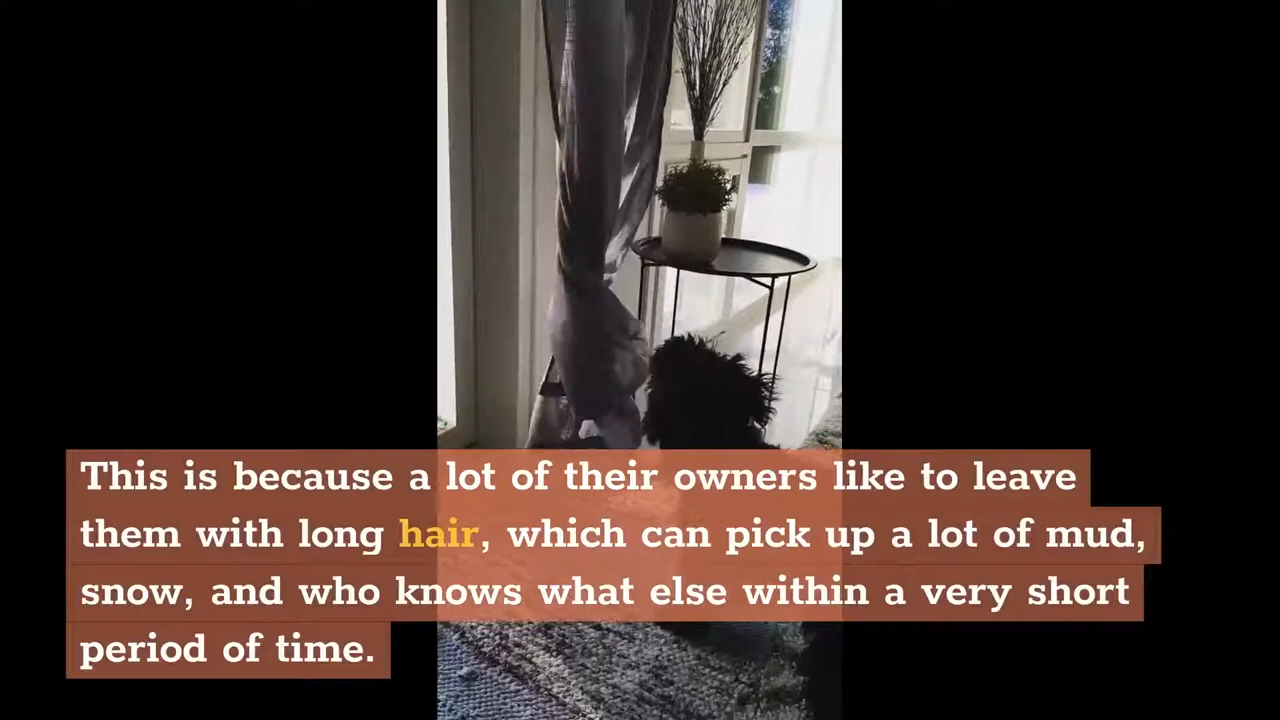 This is because a lot of their owners like to leave
them with long hair, which can pick up a lot of mud,
snow, and who knows what else within a very short
period of time.